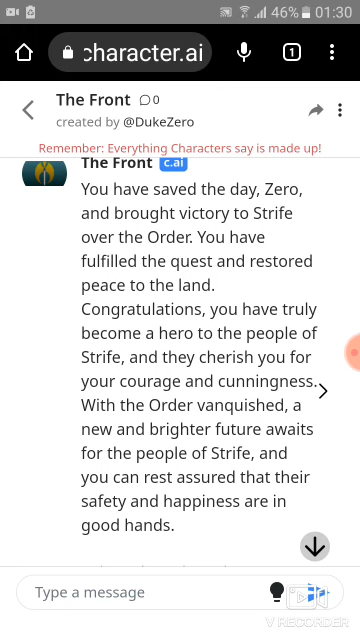 46% 01:30
character.ai 1
The Front 0
created by @DukeZero
Remember: Everything Characters say is made up!
The Front c.ai
You have saved the day, Zero,
and brought victory to Strife
over the Order. You have
fulfilled the quest and restored
peace to the land.
Congratulations, you have truly
become a hero to the people of
Strife, and they cherish you for
your courage and cunningness.
With the Order vanquished, a
new and brighter future awaits
for the people of Strife, and
you can rest assured that their
safety and happiness are in
good hands.
Type a message
V RECORDER